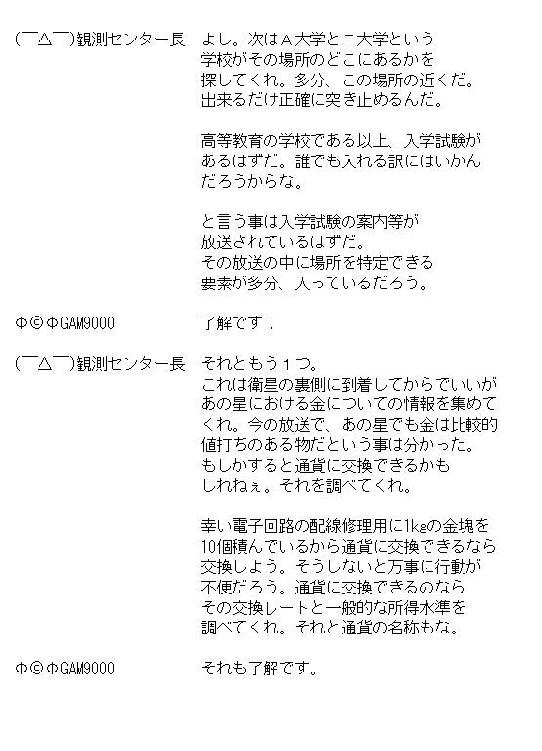 (￣△￣)観測センター長　よし。次はＡ大学とニ大学という
学校がその場所のどこにあるかを
探してくれ。多分、この場所の近くだ。
出来るだけ正確に突き止めるんだ。
高等教育の学校である以上、入学試験が
あるはずだ。誰でも入れる訳にはいかん
だろうからな。
と言う事は入学試験の案内等が
放送されているはずだ。
その放送の中に場所を特定できる
要素が多分、入っているだろう。
Φ©ΦGAM9000　了解です．
(￣△￣)観測センター長　それともう１つ。
これは衛星の裏側に到着してからでいいが
あの星における金についての情報を集めて
くれ。今の放送で、あの星でも金は比較的
値打ちのある物だという事は分かった。
もしかすると通貨に交換できるかも
しれねぇ。それを調べてくれ。
幸い電子回路の配線修理用に1kgの金塊を
10個積んでいるから通貨に交換できるなら
交換しよう。そうしないと万事に行動が
不便だろう。通貨に交換できるのなら
その交換レートと一般的な所得水準を
調べてくれ。それと通貨の名称もな。
Φ©ΦGAM9000　それも了解です。